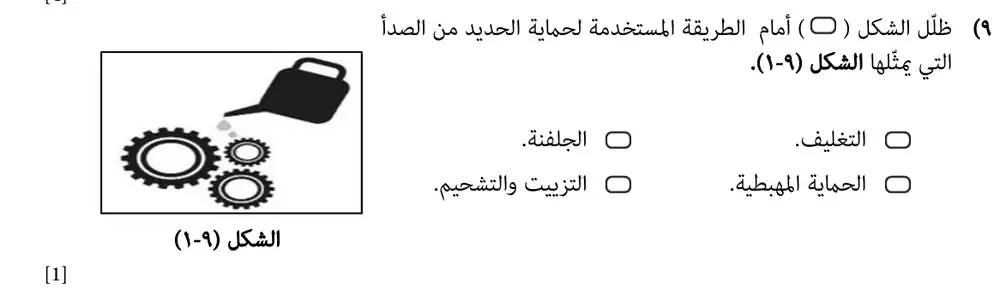 ٩) ظلّل الشكل ( ) أمام الطريقة المستخدمة لحماية الحديد من الصدأ
التي يمثّلها الشكل (٩-١).
التغليف. الجلفنة.
الحماية المهبطية. التزييت والتشحيم.
الشكل (٩-١)
[1]